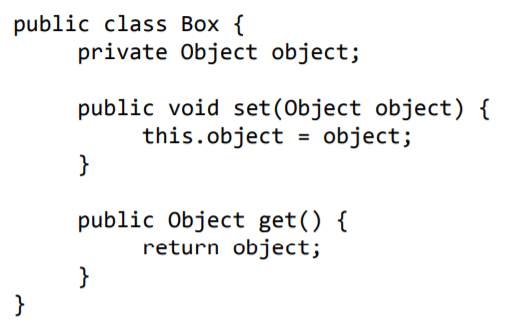 public class Box {
private Object object;
public void set(Object object) {
this.object = object;
}
public Object get() {
return object;
}
}